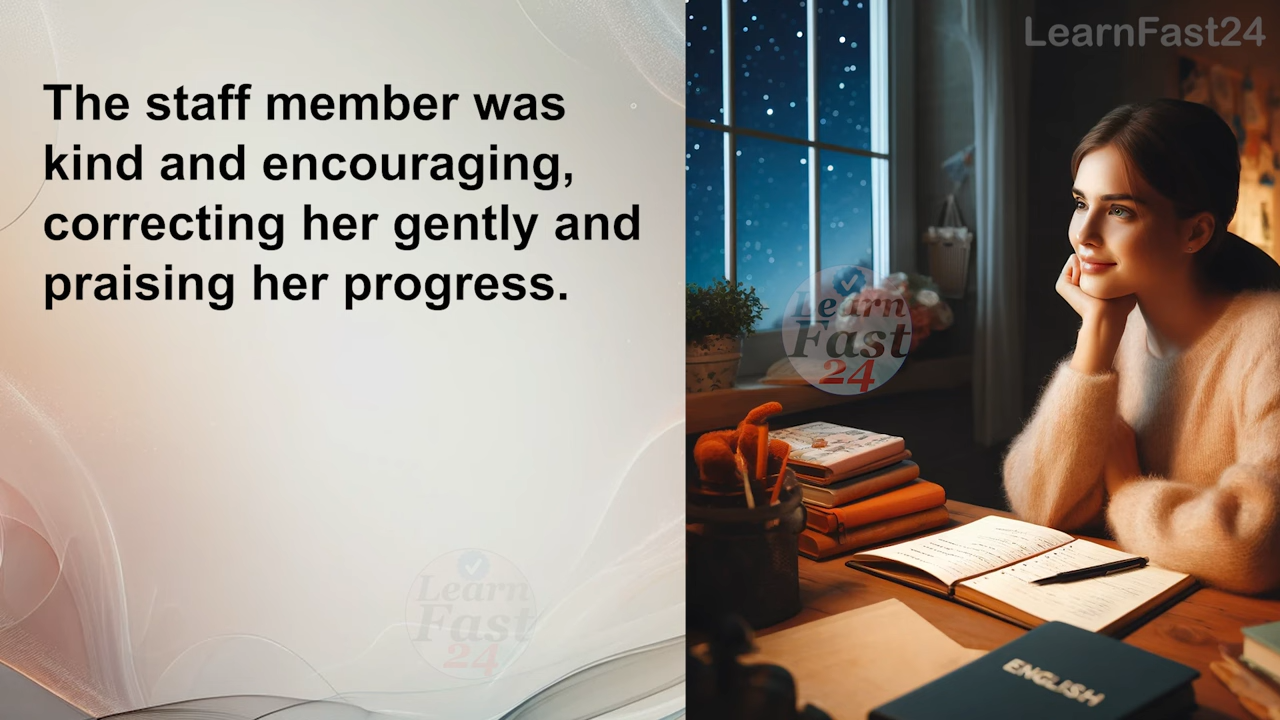 LearnFast24
The staff member was
kind and encouraging,
correcting her gently and
praising her progress.
Learn
Fast
24
Learn
Fast
24
ENGLISH